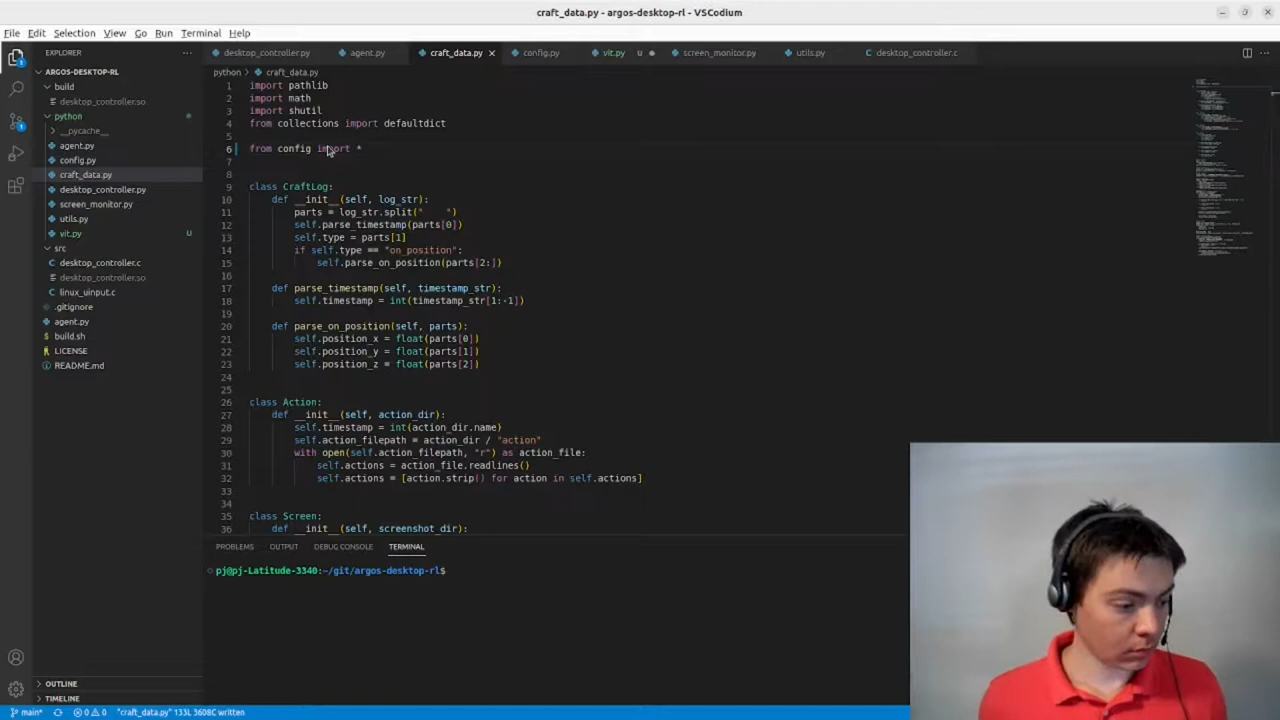 craft_data.py - argos-desktop-rl - VSCodium
File Edit Selection View Go Run Terminal Help
EXPLORER
desktop_controller.py agent.py craft_data.py config.py vit.py U screen_monitor.py utils.py desktop_controller.c
ARGOS-DESKTOP-RL
build
desktop_controller.so
python
__pycache__
agent.py
config.py
craft_data.py
desktop_controller.py
screen_monitor.py
utils.py
vit.py U
src
desktop_controller.c
desktop_controller.so
linux_uinput.c
.gitignore
agent.py
build.sh
LICENSE
README.md
OUTLINE
TIMELINE
python > craft_data.py
1 import pathlib
2 import math
3 import shutil
4 from collections import defaultdict
5
6 from config import *
7
8
9 class CraftLog:
10 def __init__(self, log_str):
11 parts = log_str.split("    ")
12 self.parse_timestamp(parts[0])
13 self.type = parts[1]
14 if self.type == "on_position":
15 self.parse_on_position(parts[2:])
16
17 def parse_timestamp(self, timestamp_str):
18 self.timestamp = int(timestamp_str[1:-1])
19
20 def parse_on_position(self, parts):
21 self.position_x = float(parts[0])
22 self.position_y = float(parts[1])
23 self.position_z = float(parts[2])
24
25
26 class Action:
27 def __init__(self, action_dir):
28 self.timestamp = int(action_dir.name)
29 self.action_filepath = action_dir / "action"
30 with open(self.action_filepath, "r") as action_file:
31 self.actions = action_file.readlines()
32 self.actions = [action.strip() for action in self.actions]
33
34
35 class Screen:
36 def __init__(self, screenshot_dir):
PROBLEMS OUTPUT DEBUG CONSOLE TERMINAL
pj@pj-Latitude-3340:~/git/argos-desktop-rl$
main* 0 0 "craft_data.py" 133L 3608C written